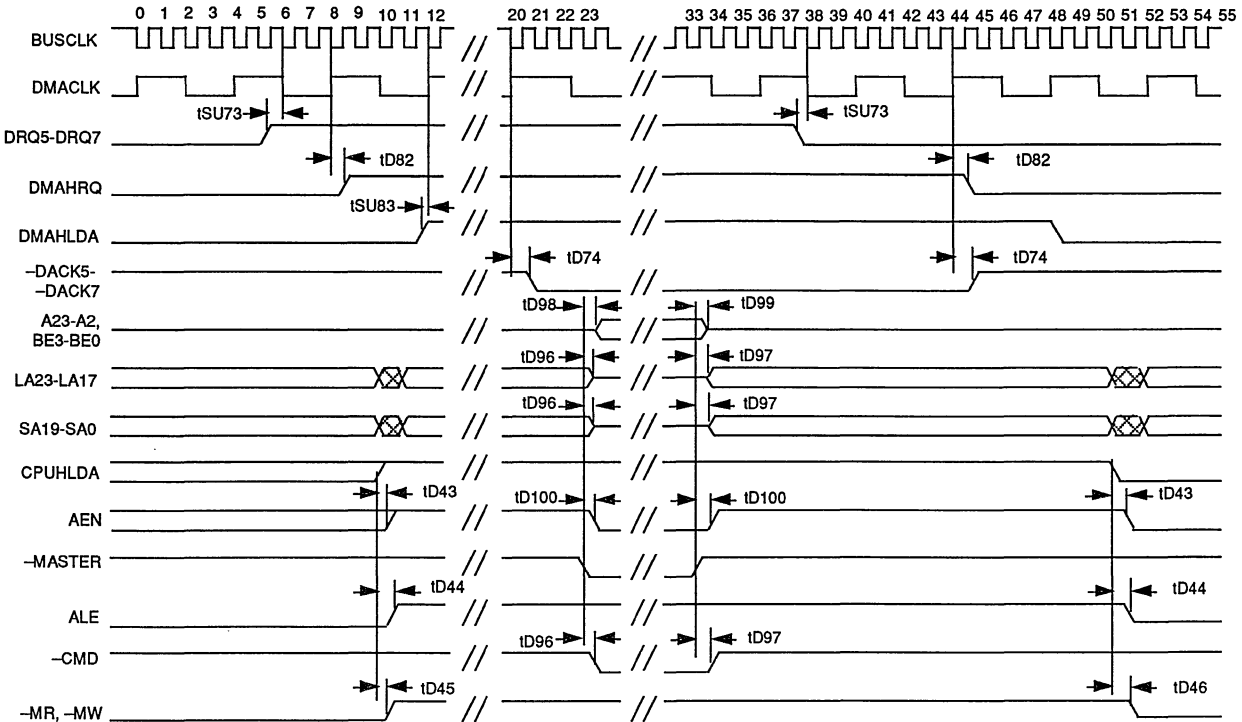 0 1 2 3 4 5 6 7 8 9 10 11 12 20 21 22 23 33 34 35 36 37 38 39 40 41 42 43 44 45 46 47 48 49 50 51 52 53 54 55
BUSCLK
DMACLK
tSU73 tSU73
DRQ5-DRQ7
tD82 tD82
DMAHRQ
tSU83
DMAHLDA
tD74 tD74
–DACK5-
–DACK7
tD98 tD99
A23-A2,
BE3-BE0
tD96 tD97
LA23-LA17
tD96 tD97
SA19-SA0
CPUHLDA
tD43 tD100 tD100 tD43
AEN
–MASTER
tD44 tD44
ALE
tD96 tD97
–CMD
tD45 tD46
–MR, –MW